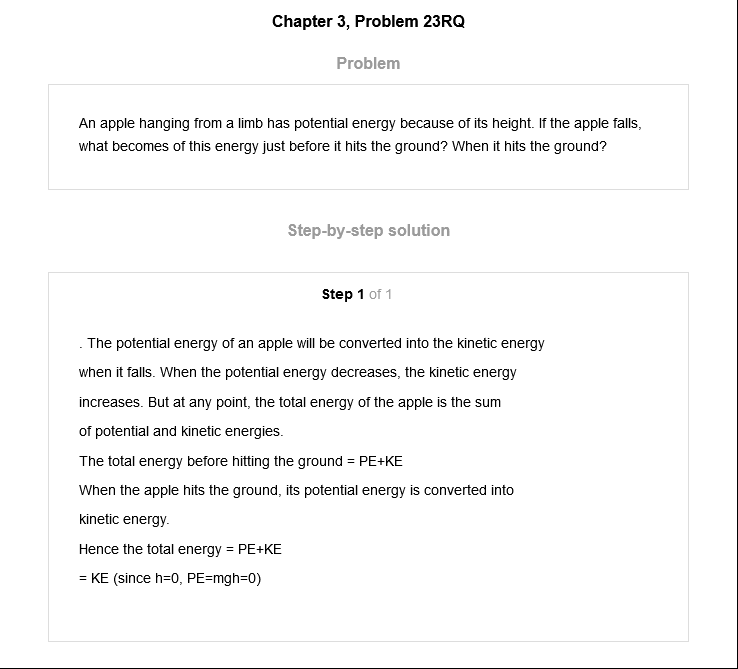 Chapter 3, Problem 23RQ
Problem
An apple hanging from a limb has potential energy because of its height. If the apple falls,
what becomes of this energy just before it hits the ground? When it hits the ground?
Step-by-step solution
Step 1 of 1
. The potential energy of an apple will be converted into the kinetic energy
when it falls. When the potential energy decreases, the kinetic energy
increases. But at any point, the total energy of the apple is the sum
of potential and kinetic energies.
The total energy before hitting the ground = PE+KE
When the apple hits the ground, its potential energy is converted into
kinetic energy.
Hence the total energy = PE+KE
= KE (since h=0, PE=mgh=0)